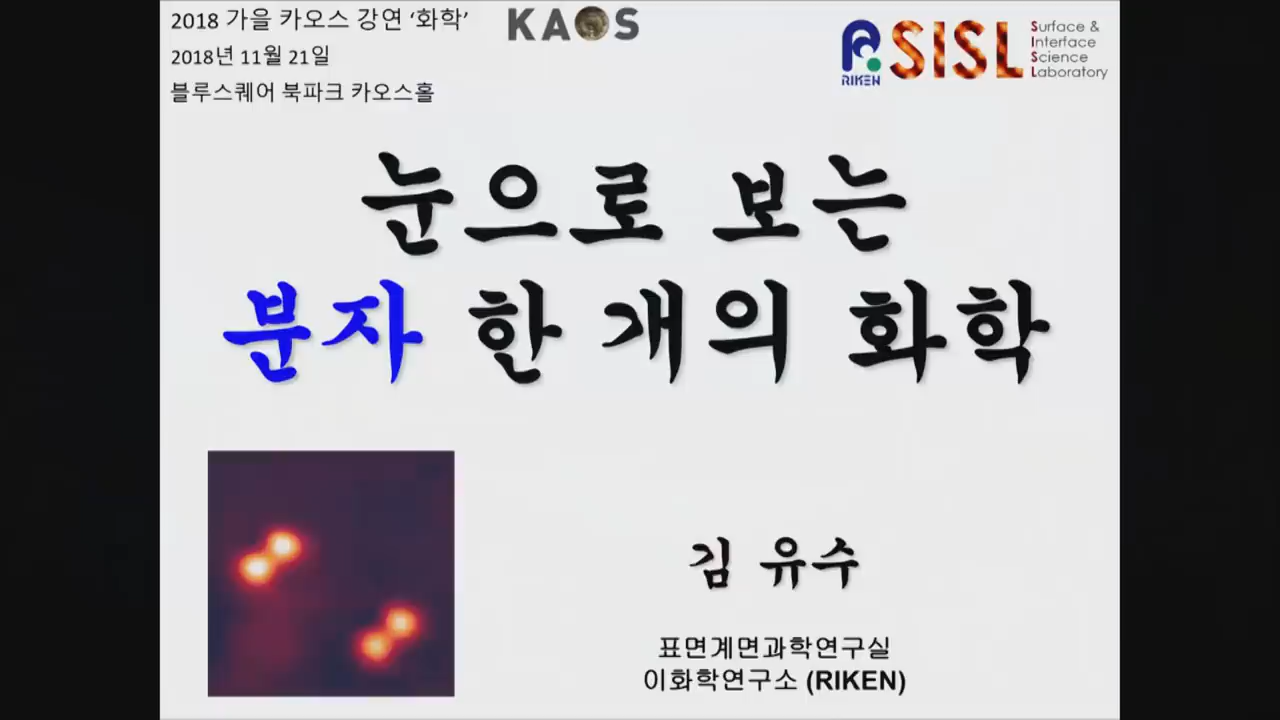 2018 가을 카오스 강연 ‘화학’
2018년 11월 21일
블루스퀘어 북파크 카오스홀
KAOS
RIKEN
SISL
Surface &
Interface
Science
Laboratory
눈으로 보는
분자 한 개의 화학
김 유수
표면계면과학연구실
이화학연구소 (RIKEN)